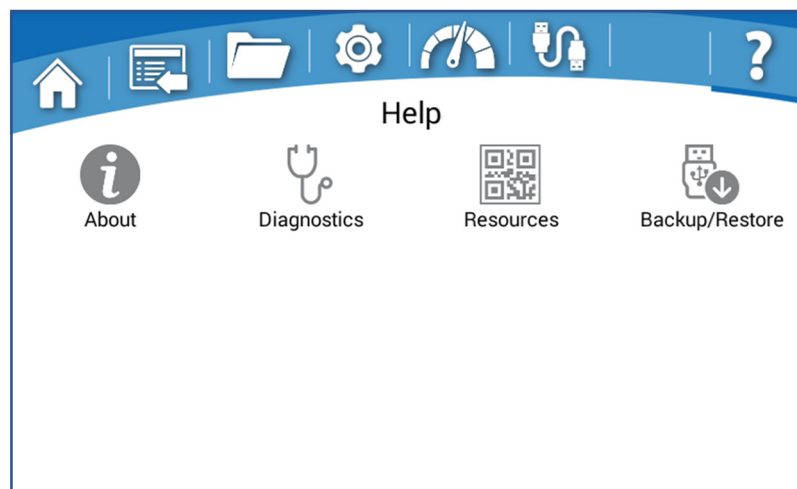 Help
About
Diagnostics
Resources
Backup/Restore